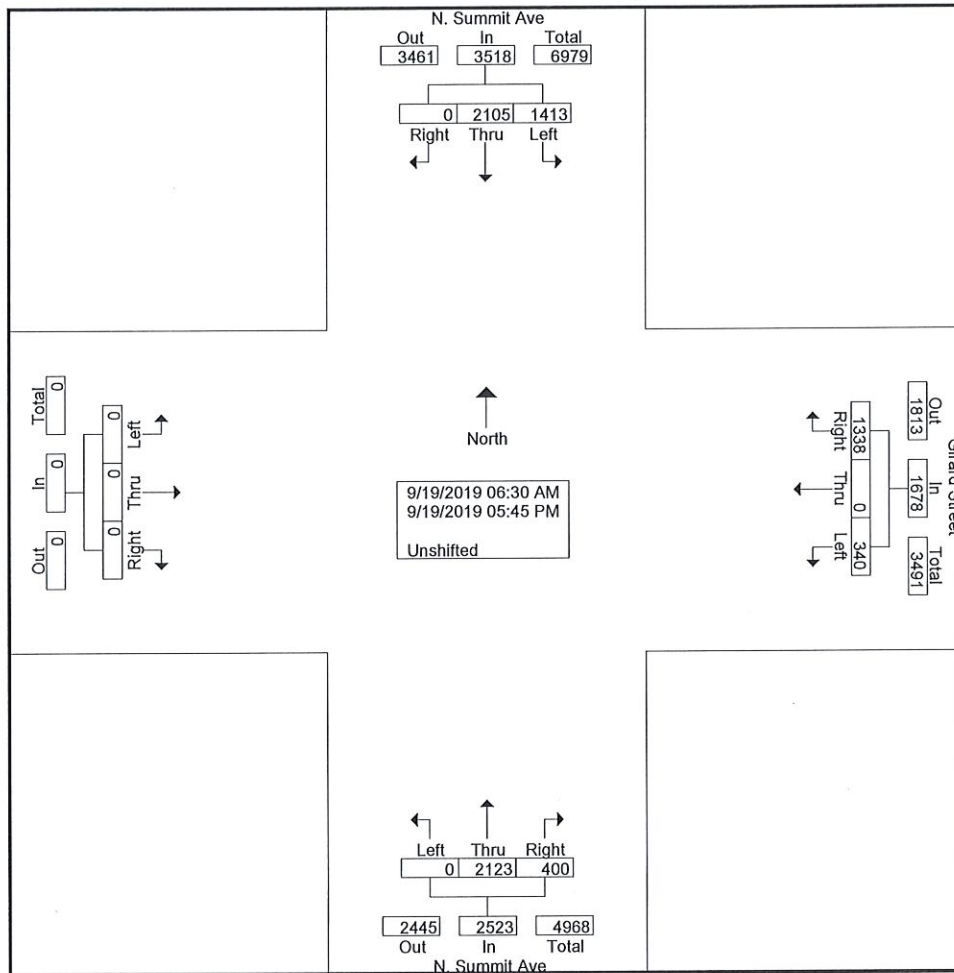 N. Summit Ave
Out In Total
3461 3518 6979
0 2105 1413
Right Thru Left
Total
0
In
0
Out
0
0 Left
0 Thru
0 Right
North
9/19/2019 06:30 AM
9/19/2019 05:45 PM
Unshifted
Right 1338
Thru 0
Left 340
Out
1813
In
1678
Total
3491
Girard Street
Left Thru Right
0 2123 400
2445 2523 4968
Out In Total
N. Summit Ave